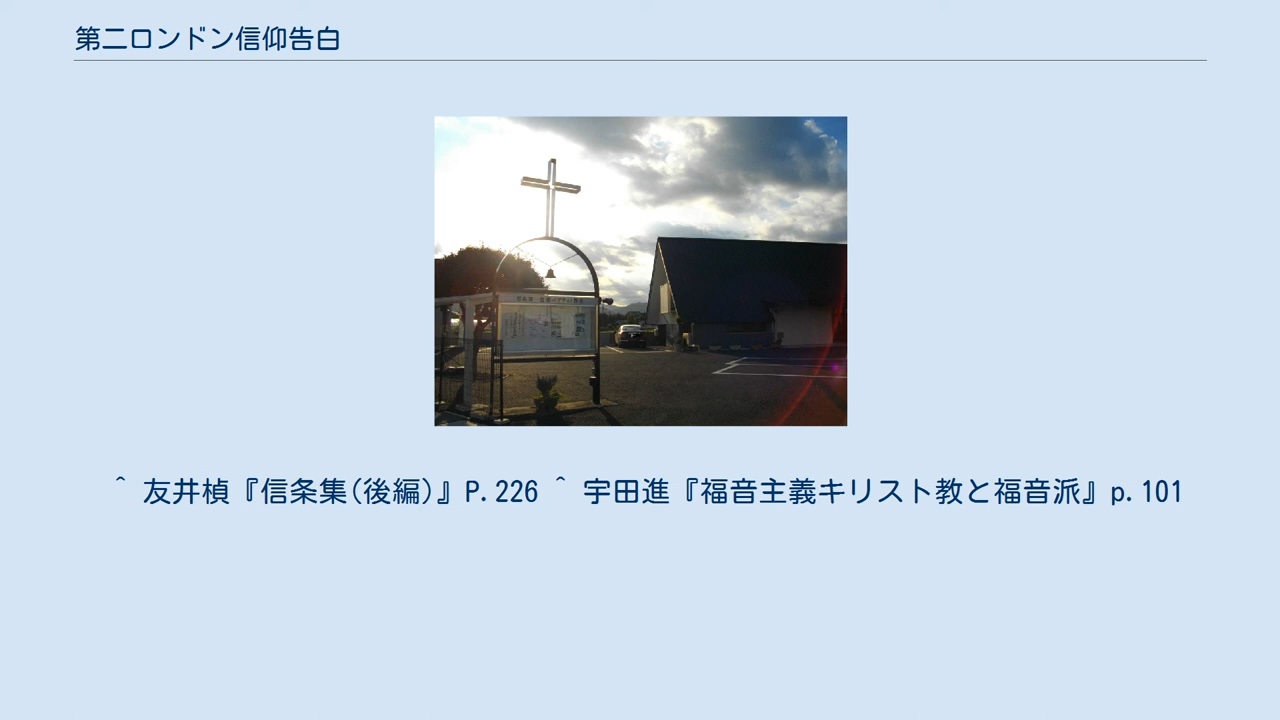 第二ロンドン信仰告白
^ 友井槙『信条集(後編)』P.226 ^ 宇田進『福音主義キリスト教と福音派』p.101